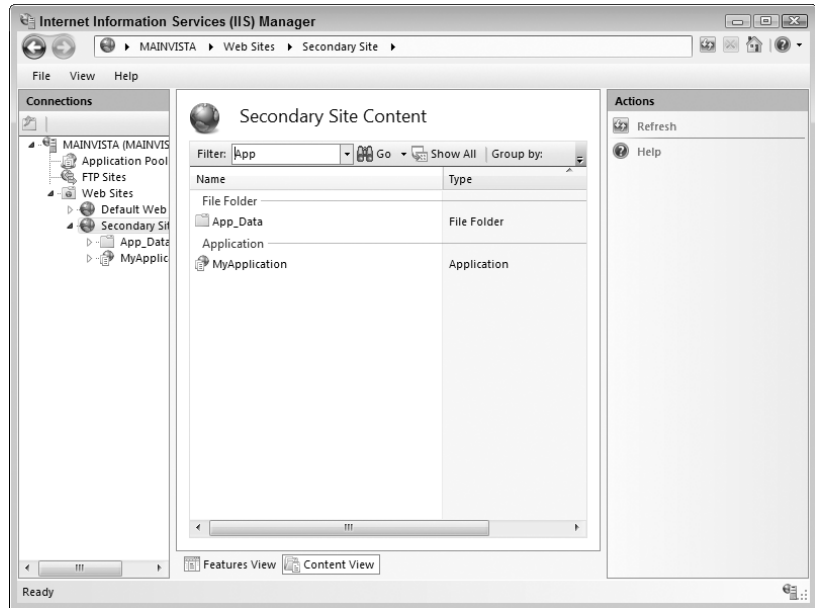 Internet Information Services (IIS) Manager
MAINVISTA Web Sites Secondary Site
File View Help
Connections
MAINVISTA (MAINVIS
Application Pool
FTP Sites
Web Sites
Default Web
Secondary Sit
App_Data
MyApplic
Secondary Site Content
Filter: App Go Show All Group by:
Name Type
File Folder
App_Data File Folder
Application
MyApplication Application
Features View Content View
Actions
Refresh
Help
Ready